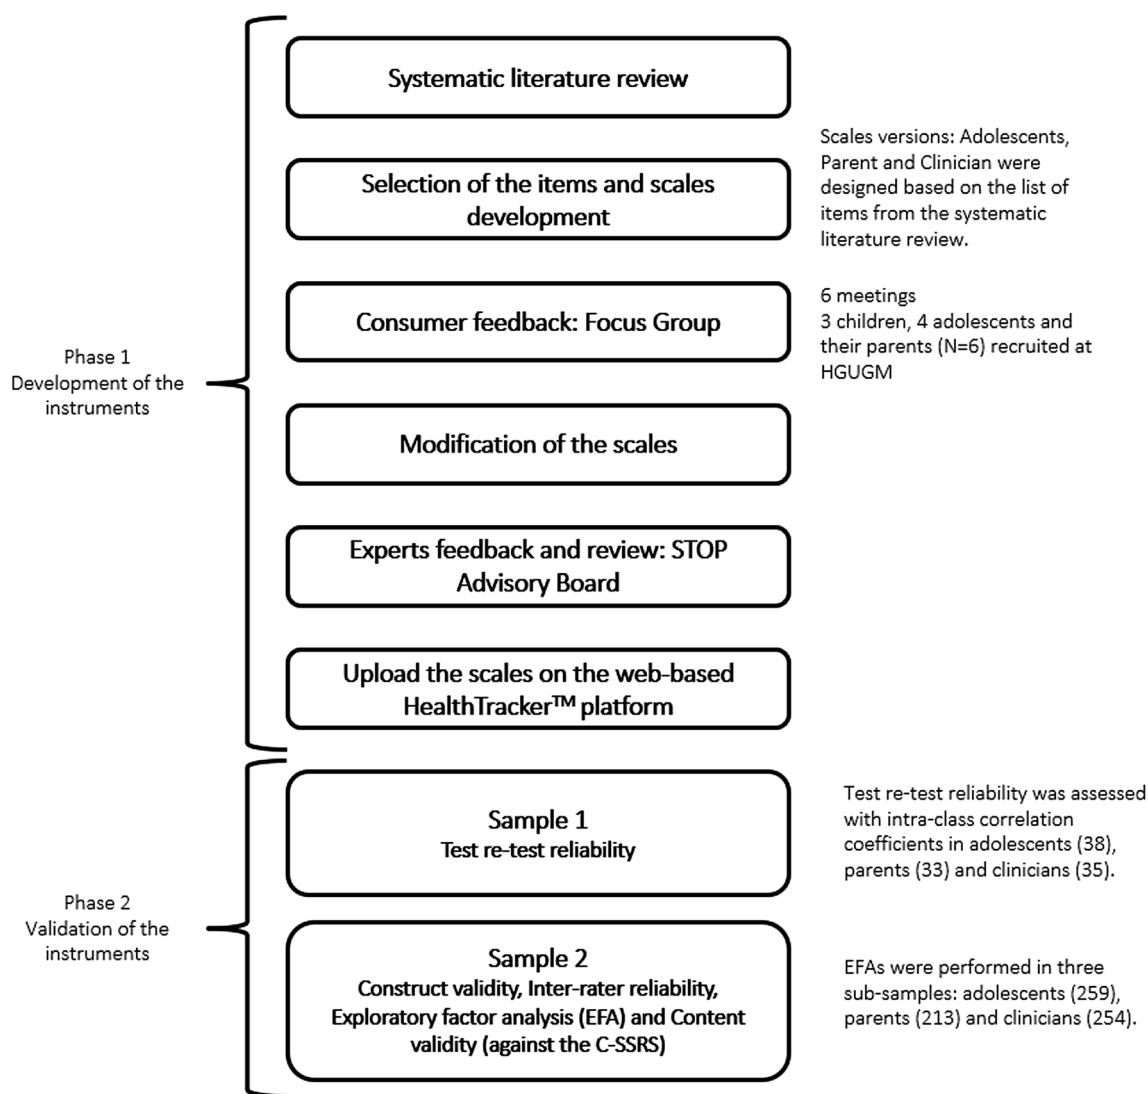 Systematic literature review
Selection of the items and scales
development
Scales versions: Adolescents,
Parent and Clinician were
designed based on the list of
items from the systematic
literature review.
Consumer feedback: Focus Group
6 meetings
3 children, 4 adolescents and
their parents (N=6) recruited at
HGUGM
Phase 1
Development of the
instruments
Modification of the scales
Experts feedback and review: STOP
Advisory Board
Upload the scales on the web-based
HealthTracker™ platform
Sample 1
Test re-test reliability
Test re-test reliability was assessed
with intra-class correlation
coefficients in adolescents (38),
parents (33) and clinicians (35).
Phase 2
Validation of the
instruments
Sample 2
Construct validity, Inter-rater reliability,
Exploratory factor analysis (EFA) and Content
validity (against the C-SSRS)
EFAs were performed in three
sub-samples: adolescents (259),
parents (213) and clinicians (254).